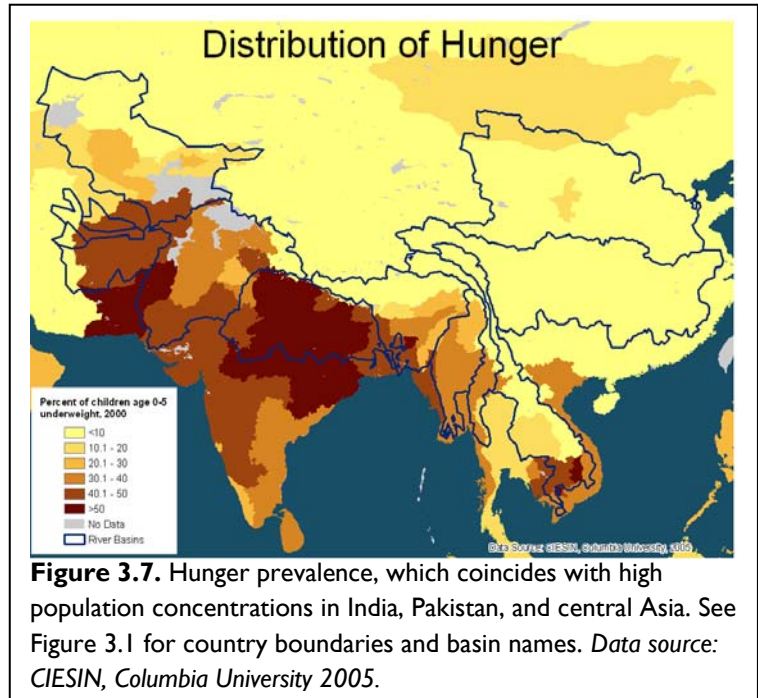 Distribution of Hunger
Percent of children age 0-5
underweight, 2000
<10
10.1 - 20
20.1 - 30
30.1 - 40
40.1 - 50
>50
No Data
River Basins
Data Source: CIESIN, Columbia University, 2005
Figure 3.7. Hunger prevalence, which coincides with high
population concentrations in India, Pakistan, and central Asia. See
Figure 3.1 for country boundaries and basin names. Data source:
CIESIN, Columbia University 2005.